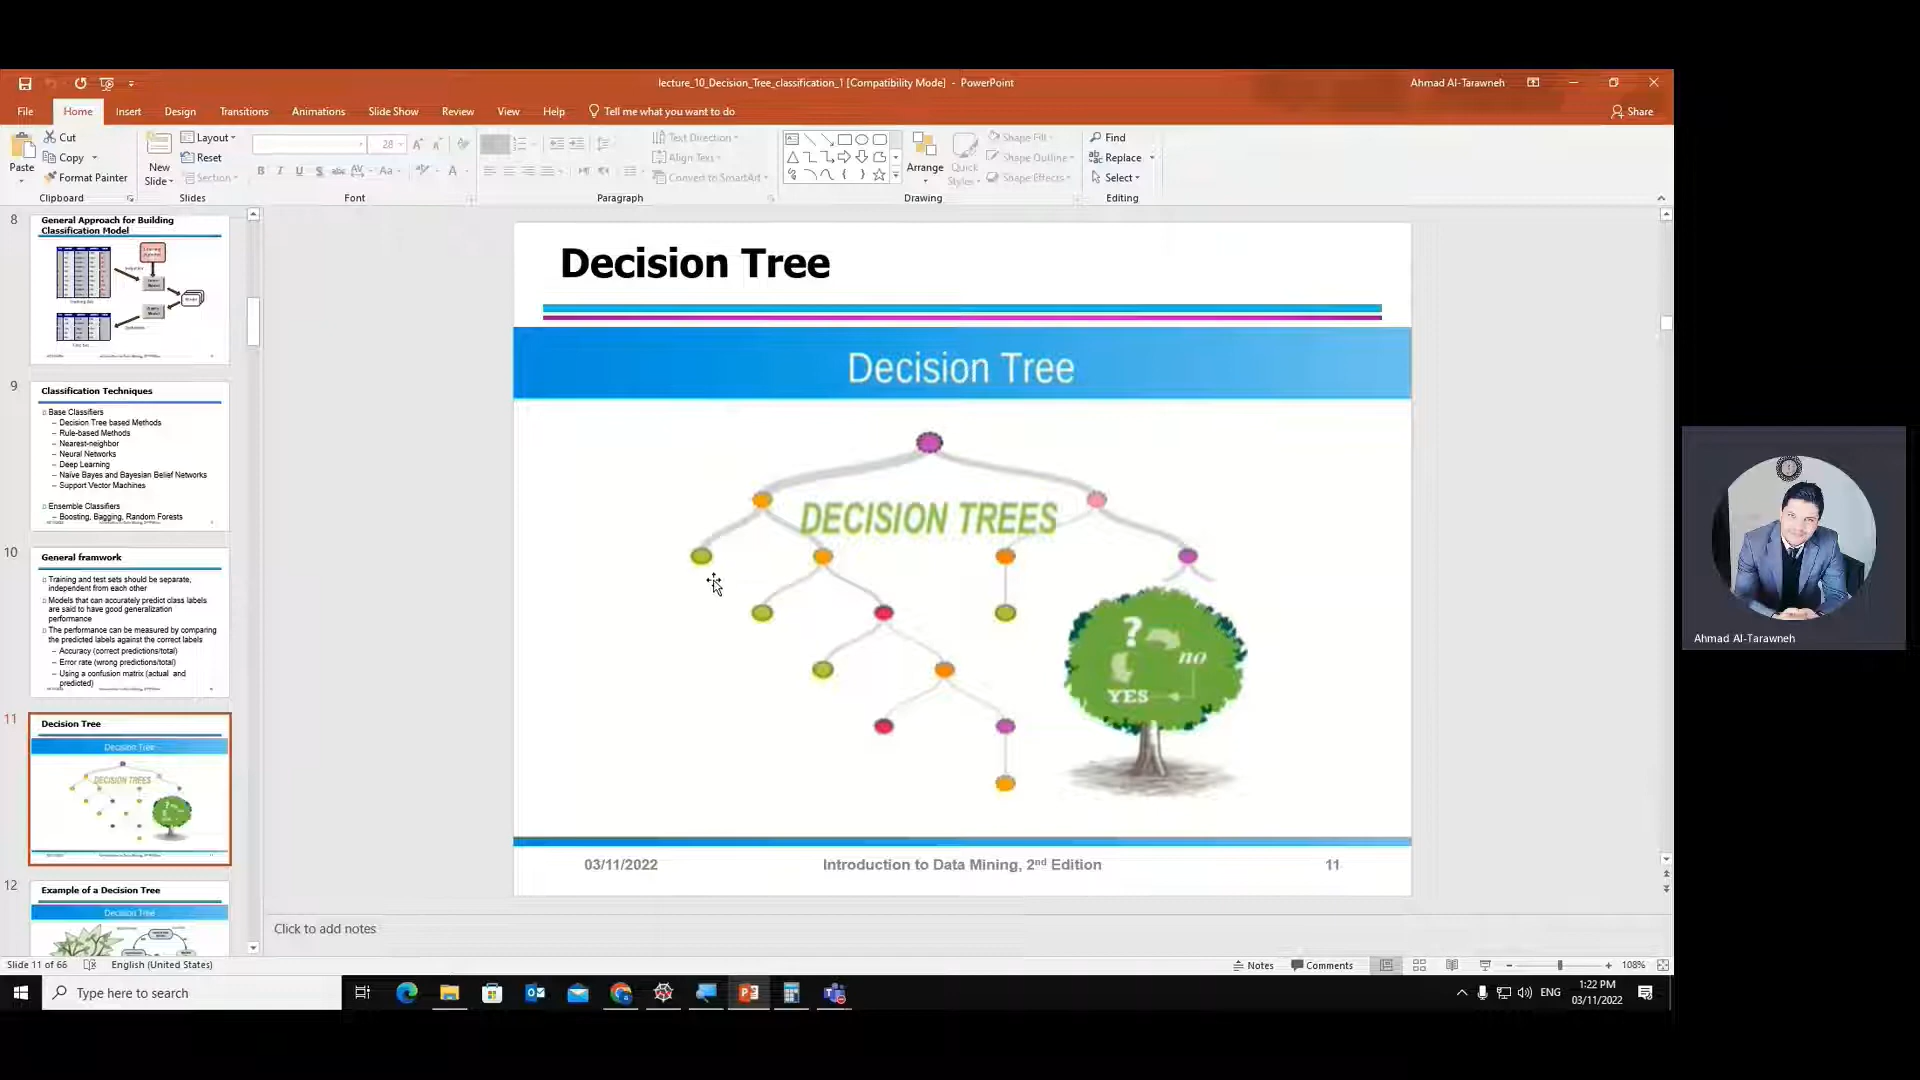 lecture_10_Decision_Tree_classification_1 [Compatibility Mode] - PowerPoint
Ahmad Al-Tarawneh
File Home Insert Design Transitions Animations Slide Show Review View Help Tell me what you want to do
Share
Paste
Cut
Copy
Format Painter
Clipboard
New
Slide
Layout
Reset
Section
Slides
28
Font
Text Direction
Align Text
Convert to SmartArt
Paragraph
Arrange
Quick
Styles
Shape Fill
Shape Outline
Shape Effects
Drawing
Find
Replace
Select
Editing
8
General Approach for Building
Classification Model
9
Classification Techniques
Base Classifiers
– Decision Tree based Methods
– Rule-based Methods
– Nearest-neighbor
– Neural Networks
– Deep Learning
– Naïve Bayes and Bayesian Belief Networks
– Support Vector Machines
Ensemble Classifiers
– Boosting, Bagging, Random Forests
10
General framwork
Training and test sets should be separate,
independent from each other
Models that can accurately predict class labels
are said to have good generalization
performance
The performance can be measured by comparing
the predicted labels against the correct labels
– Accuracy (correct predictions/total)
– Error rate (wrong predictions/total)
– Using a confusion matrix (actual and
predicted)
11
Decision Tree
Decision Tree
DECISION TREES
12
Example of a Decision Tree
Decision Tree
Decision Tree
Decision Tree
DECISION TREES
?
no
YES
03/11/2022
Introduction to Data Mining, 2nd Edition
11
Click to add notes
Ahmad Al-Tarawneh
Slide 11 of 66
English (United States)
Notes
Comments
108%
Type here to search
ENG
1:22 PM
03/11/2022